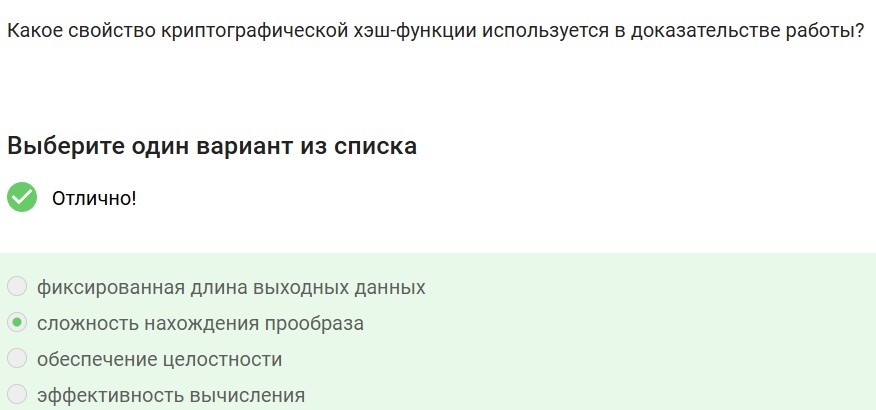 Какое свойство криптографической хэш-функции используется в доказательстве работы?
Выберите один вариант из списка
Отлично!
фиксированная длина выходных данных
сложность нахождения прообраза
обеспечение целостности
эффективность вычисления